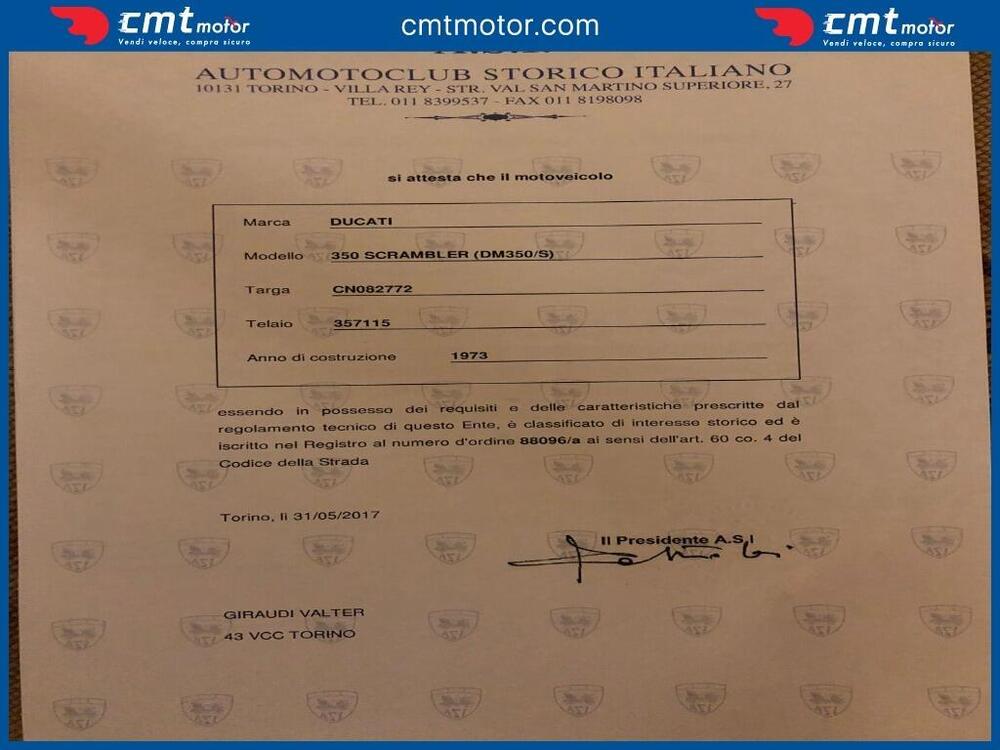 cmt motor
Vendi veloce, compra sicuro
cmtmotor.com
cmt motor
Vendi veloce, compra sicuro
AUTOMOTOCLUB STORICO ITALIANO
10131 TORINO - VILLA REY - STR. VAL SAN MARTINO SUPERIORE, 27
TEL. 011 8399537 - FAX 011 8198098
si attesta che il motoveicolo
Marca DUCATI
Modello 350 SCRAMBLER (DM350/S)
Targa CN082772
Telaio 357115
Anno di costruzione 1973
essendo in possesso dei requisiti e delle caratteristiche prescritte dal
regolamento tecnico di questo Ente, è classificato di interesse storico ed è
iscritto nel Registro al numero d'ordine 88096/a ai sensi dell'art. 60 co. 4 del
Codice della Strada
Torino, lì 31/05/2017
Il Presidente A.S.I
GIRAUDI VALTER
43 VCC TORINO